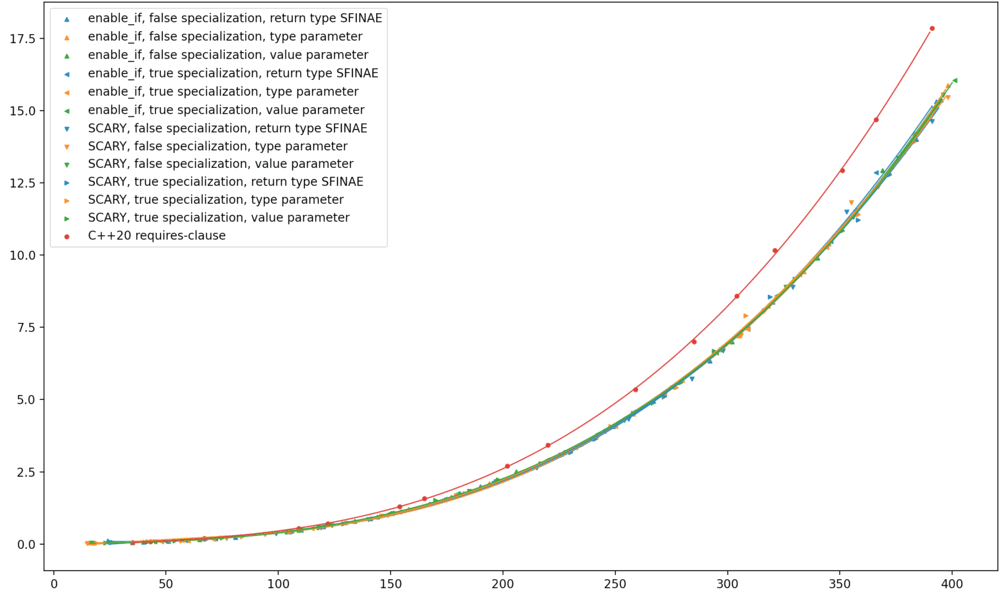 enable_if, false specialization, return type SFINAE
enable_if, false specialization, type parameter
enable_if, false specialization, value parameter
enable_if, true specialization, return type SFINAE
enable_if, true specialization, type parameter
enable_if, true specialization, value parameter
SCARY, false specialization, return type SFINAE
SCARY, false specialization, type parameter
SCARY, false specialization, value parameter
SCARY, true specialization, return type SFINAE
SCARY, true specialization, type parameter
SCARY, true specialization, value parameter
C++20 requires-clause
17.5
15.0
12.5
10.0
7.5
5.0
2.5
0.0
0 50 100 150 200 250 300 350 400